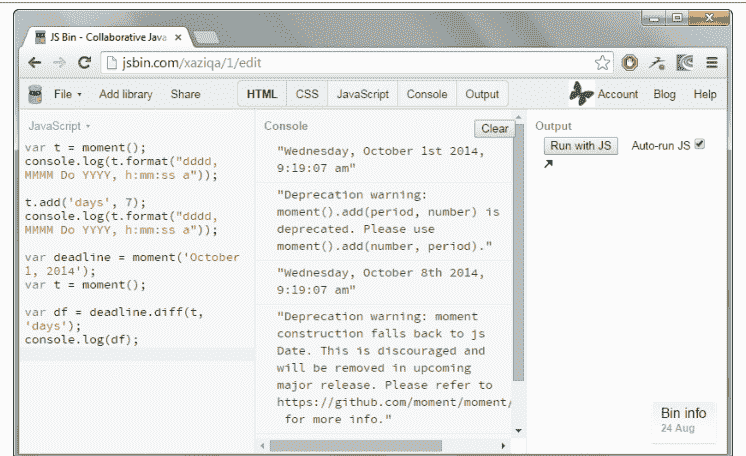 JS Bin - Collaborative Java
jsbin.com/xaziqa/1/edit
File Add library Share HTML CSS JavaScript Console Output Account Blog Help
JavaScript
var t = moment();
console.log(t.format("dddd,
MMMM Do YYYY, h:mm:ss a"));
t.add('days', 7);
console.log(t.format("dddd,
MMMM Do YYYY, h:mm:ss a"));
var deadline = moment('October
1, 2014');
var t = moment();
var df = deadline.diff(t,
'days');
console.log(df);
Console
Clear
"Wednesday, October 1st 2014,
9:19:07 am"
"Deprecation warning:
moment().add(period, number) is
deprecated. Please use
moment().add(number, period)."
"Wednesday, October 8th 2014,
9:19:07 am"
"Deprecation warning: moment
construction falls back to js
Date. This is discouraged and
will be removed in upcoming
major release. Please refer to
https://github.com/moment/moment/
for more info."
Output
Run with JS Auto-run JS
Bin info
24 Aug